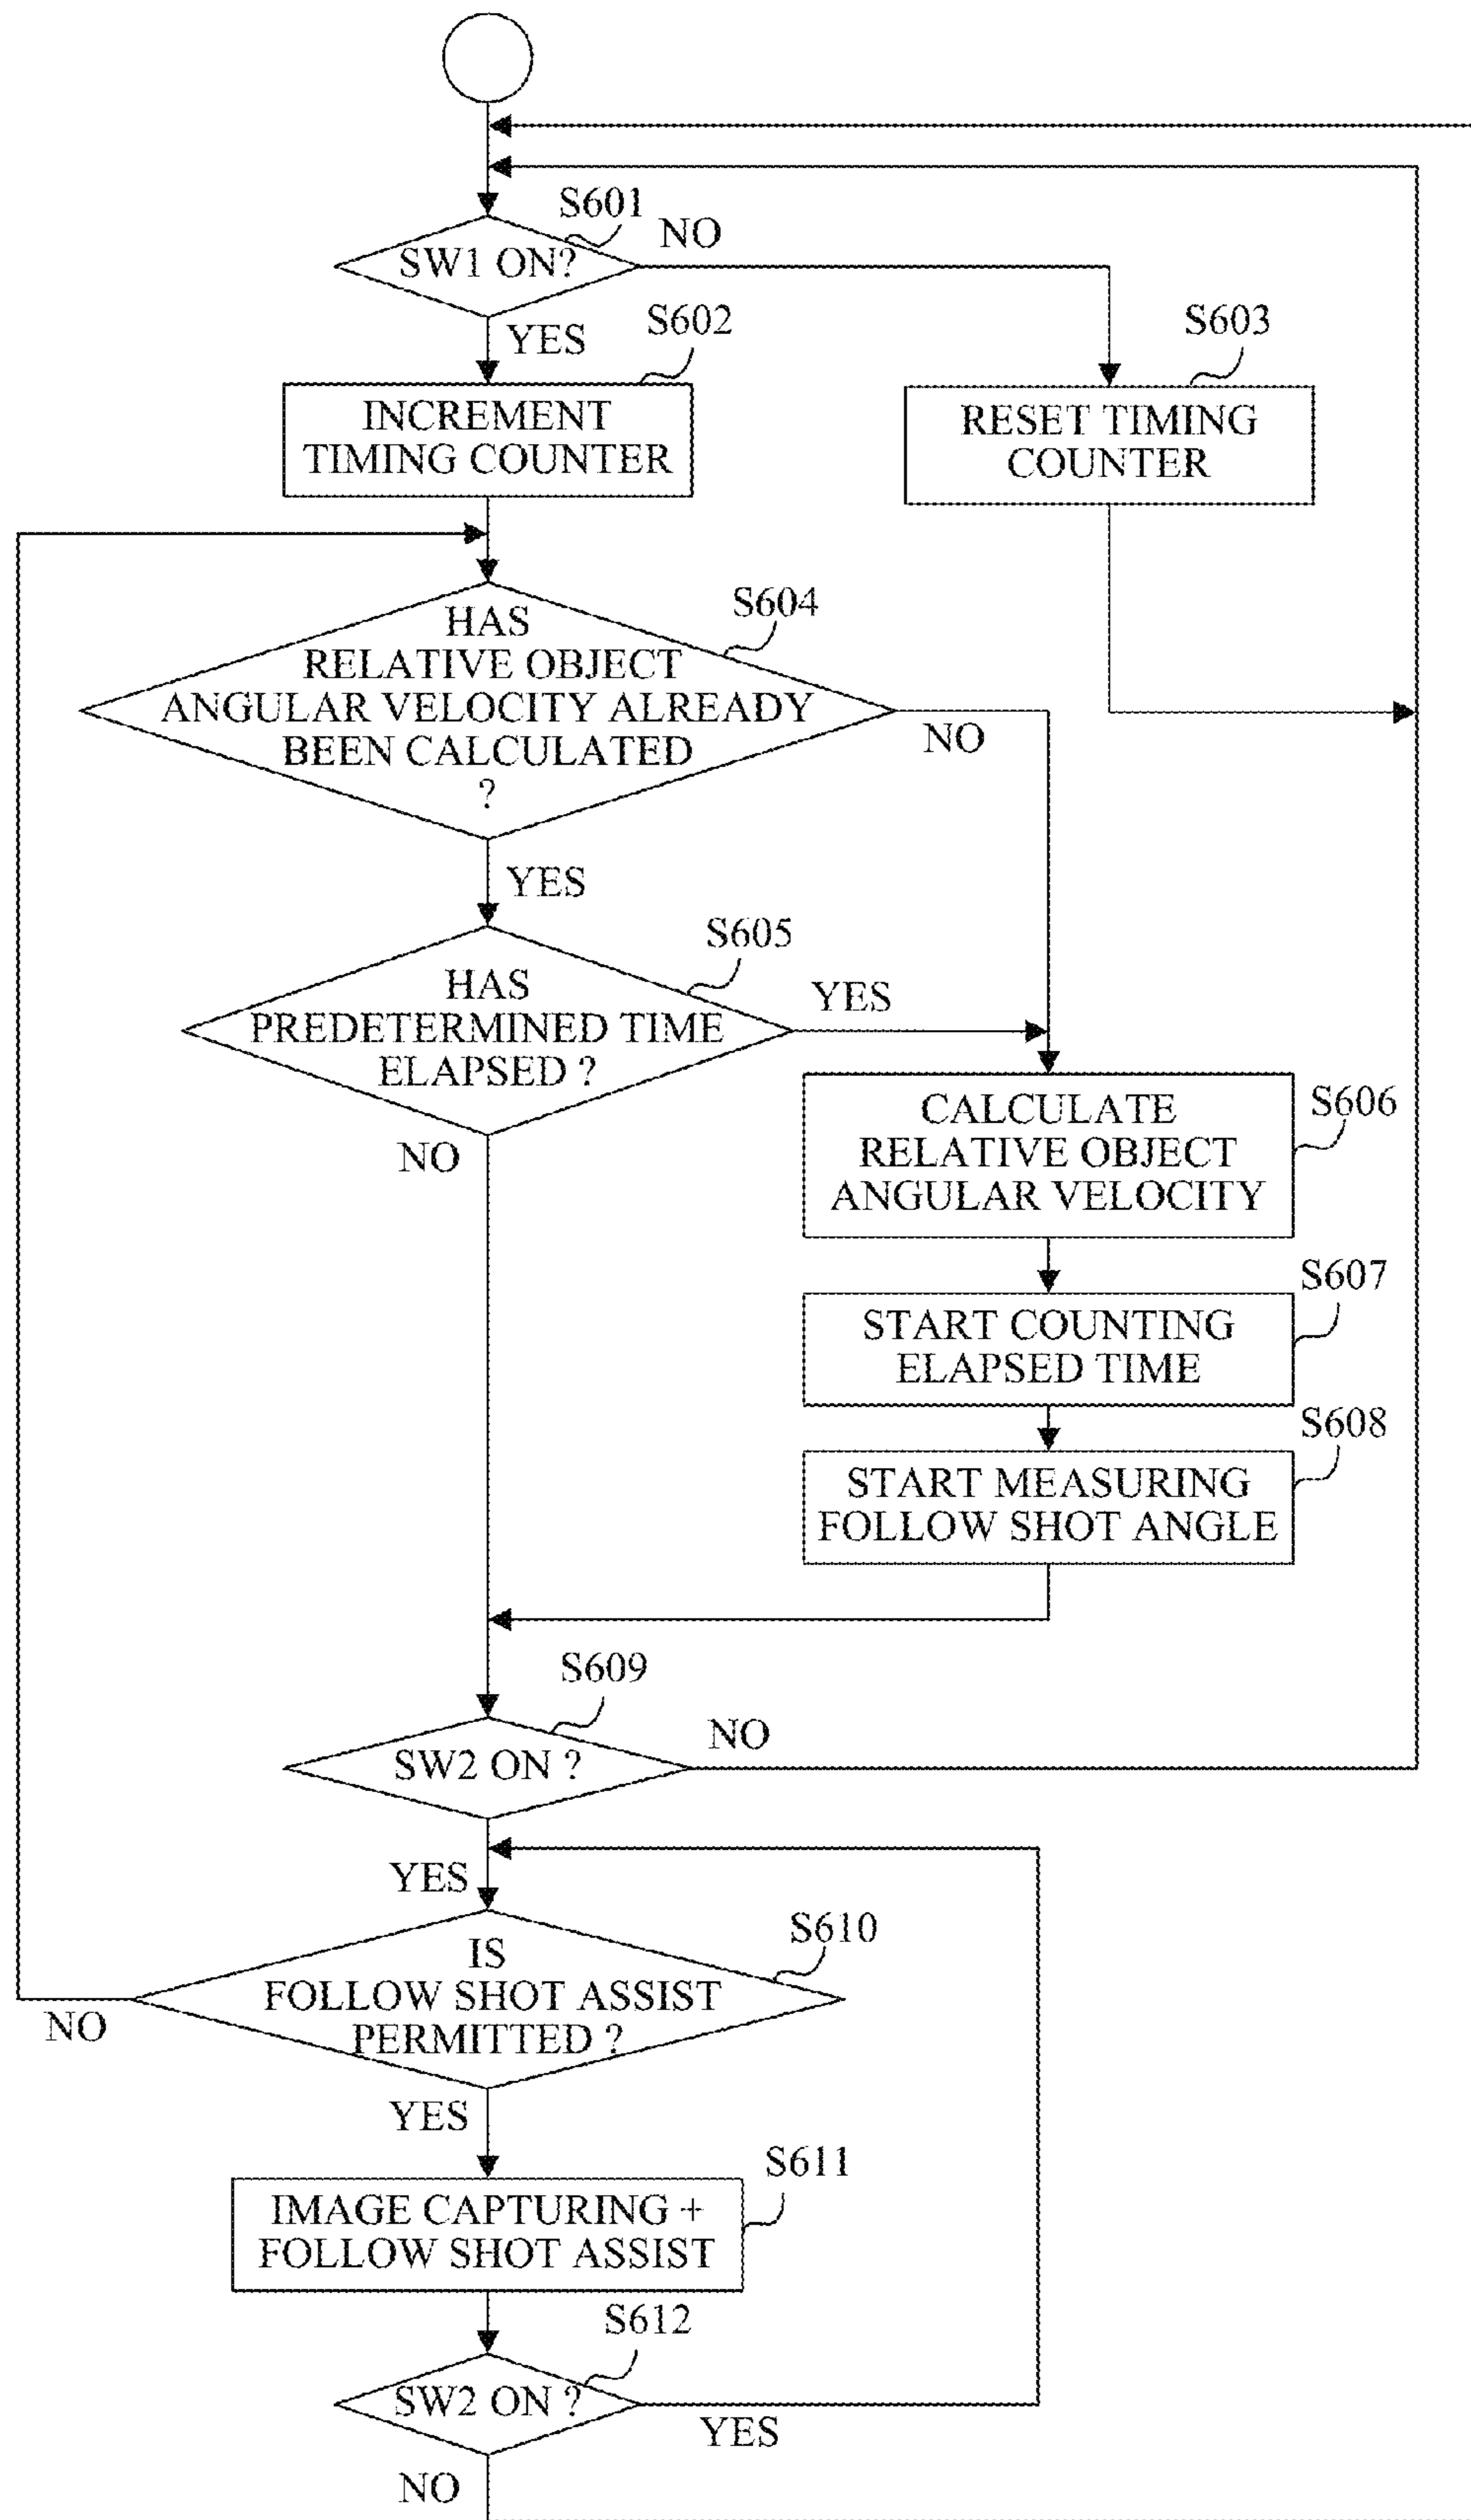 S601
SW1 ON?
NO
YES
S602
INCREMENT
TIMING COUNTER
S603
RESET TIMING
COUNTER
S604
HAS
RELATIVE OBJECT
ANGULAR VELOCITY ALREADY
BEEN CALCULATED
?
NO
YES
S605
HAS
PREDETERMINED TIME
ELAPSED ?
YES
NO
S606
CALCULATE
RELATIVE OBJECT
ANGULAR VELOCITY
S607
START COUNTING
ELAPSED TIME
S608
START MEASURING
FOLLOW SHOT ANGLE
S609
SW2 ON ?
NO
YES
S610
IS
FOLLOW SHOT ASSIST
PERMITTED ?
NO
YES
S611
IMAGE CAPTURING +
FOLLOW SHOT ASSIST
S612
SW2 ON ?
YES
NO